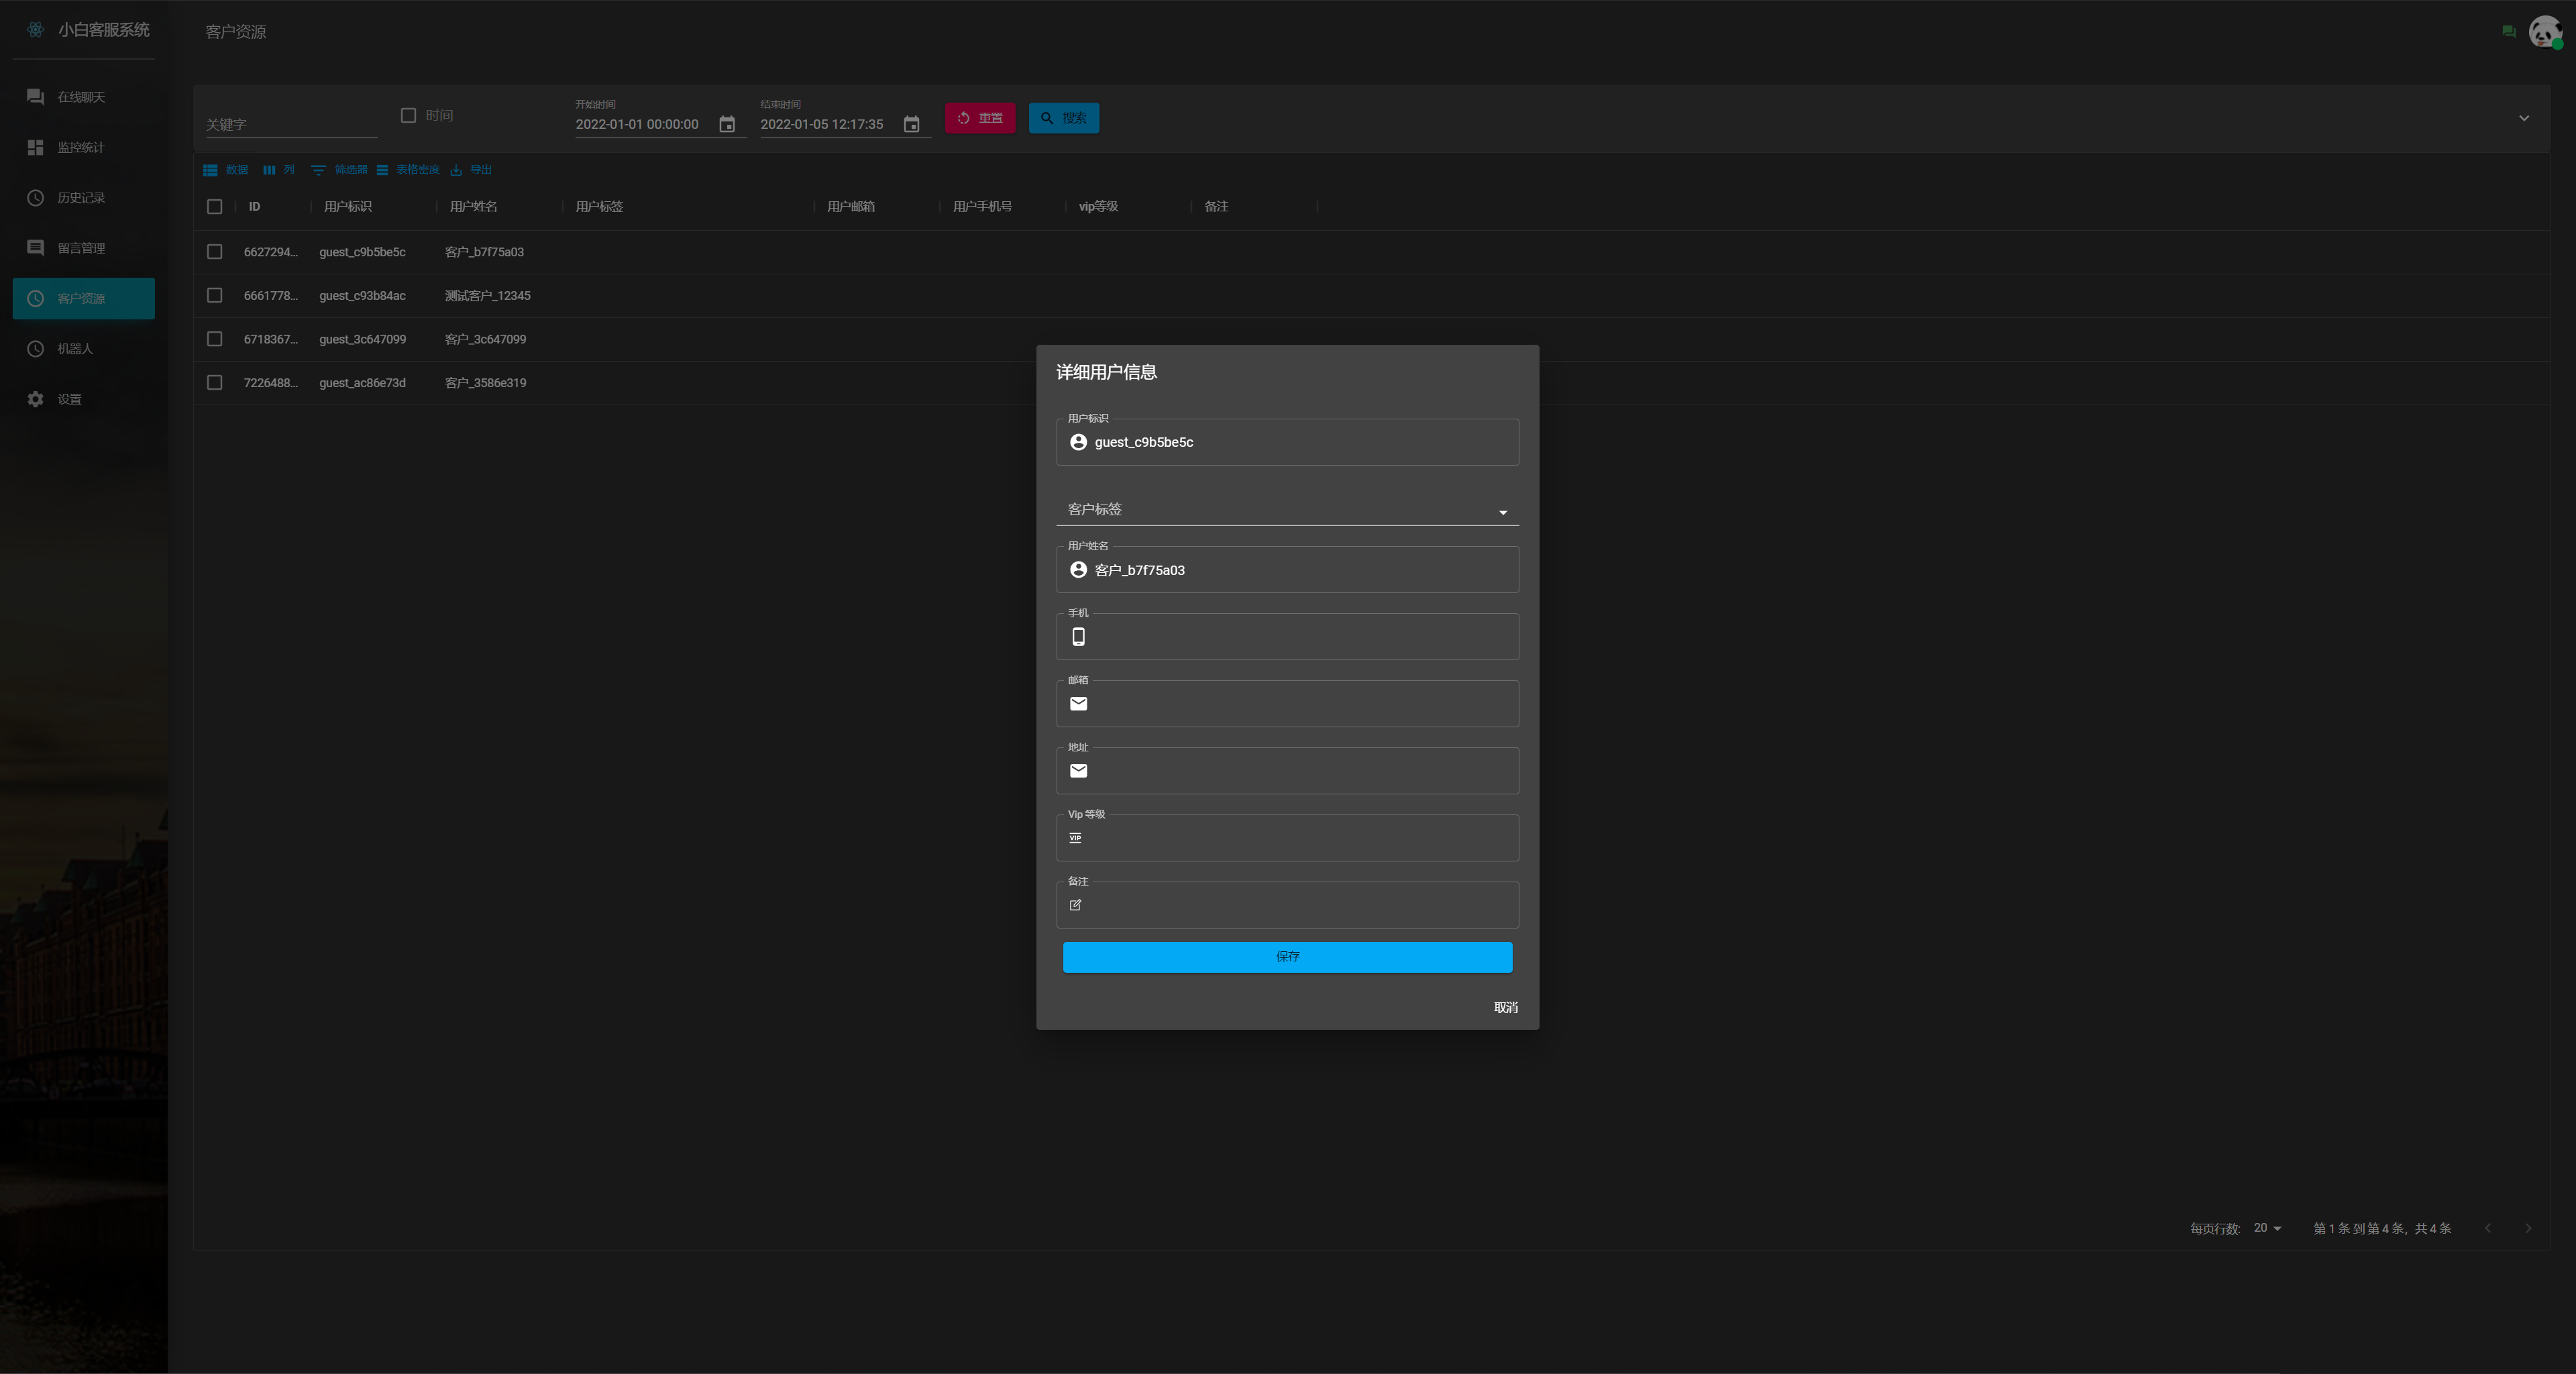 小白客服系统
客户资源
在线聊天
监控统计
历史记录
留言管理
客户资源
机器人
设置
关键字
时间
开始时间
2022-01-01 00:00:00
结束时间
2022-01-05 12:17:35
重置
搜索
数据 列 筛选器 表格密度 导出
ID 用户标识 用户姓名 用户标签 用户邮箱 用户手机号 vip等级 备注
6627294... guest_c9b5be5c 客户_b7f75a03
6661778... guest_c93b84ac 测试客户_12345
6718367... guest_3c647099 客户_3c647099
7226488... guest_ac86e73d 客户_3586e319
详细用户信息
用户标识
guest_c9b5be5c
客户标签
用户姓名
客户_b7f75a03
手机
邮箱
地址
Vip 等级
VIP
备注
保存
取消
每页行数: 20 第 1 条 到 第 4 条, 共 4 条